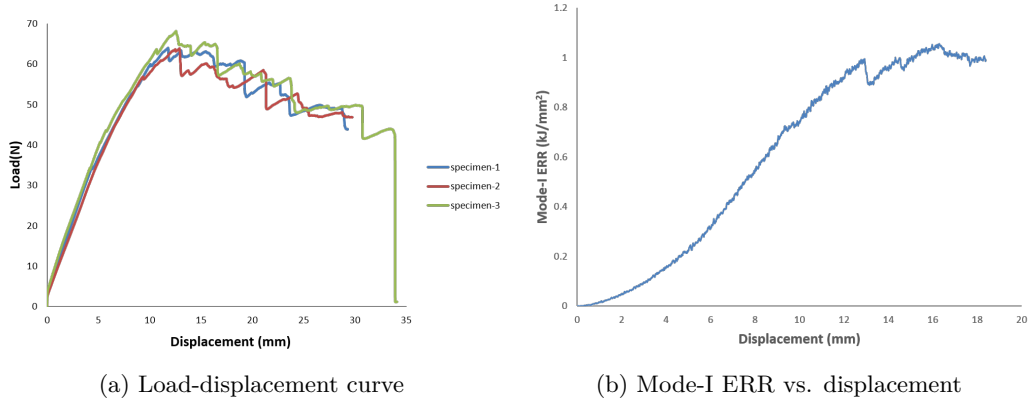 70
60
50
40
30
20
10
0
Load(N)
0 5 10 15 20 25 30 35
Displacement (mm)
specimen-1
specimen-2
specimen-3
(a) Load-displacement curve
1.2
1
0.8
0.6
0.4
0.2
0
Mode-I ERR (kJ/mm²)
0 2 4 6 8 10 12 14 16 18 20
Displacement (mm)
(b) Mode-I ERR vs. displacement